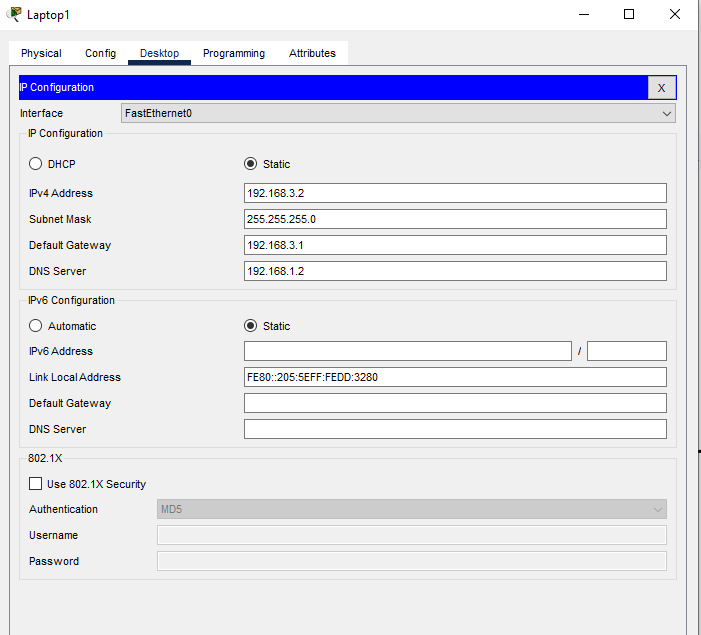 Laptop1
Physical Config Desktop Programming Attributes
IP Configuration X
Interface FastEthernet0
IP Configuration
DHCP Static
IPv4 Address 192.168.3.2
Subnet Mask 255.255.255.0
Default Gateway 192.168.3.1
DNS Server 192.168.1.2
IPv6 Configuration
Automatic Static
IPv6 Address /
Link Local Address FE80::205:5EFF:FEDD:3280
Default Gateway
DNS Server
802.1X
Use 802.1X Security
Authentication MD5
Username
Password